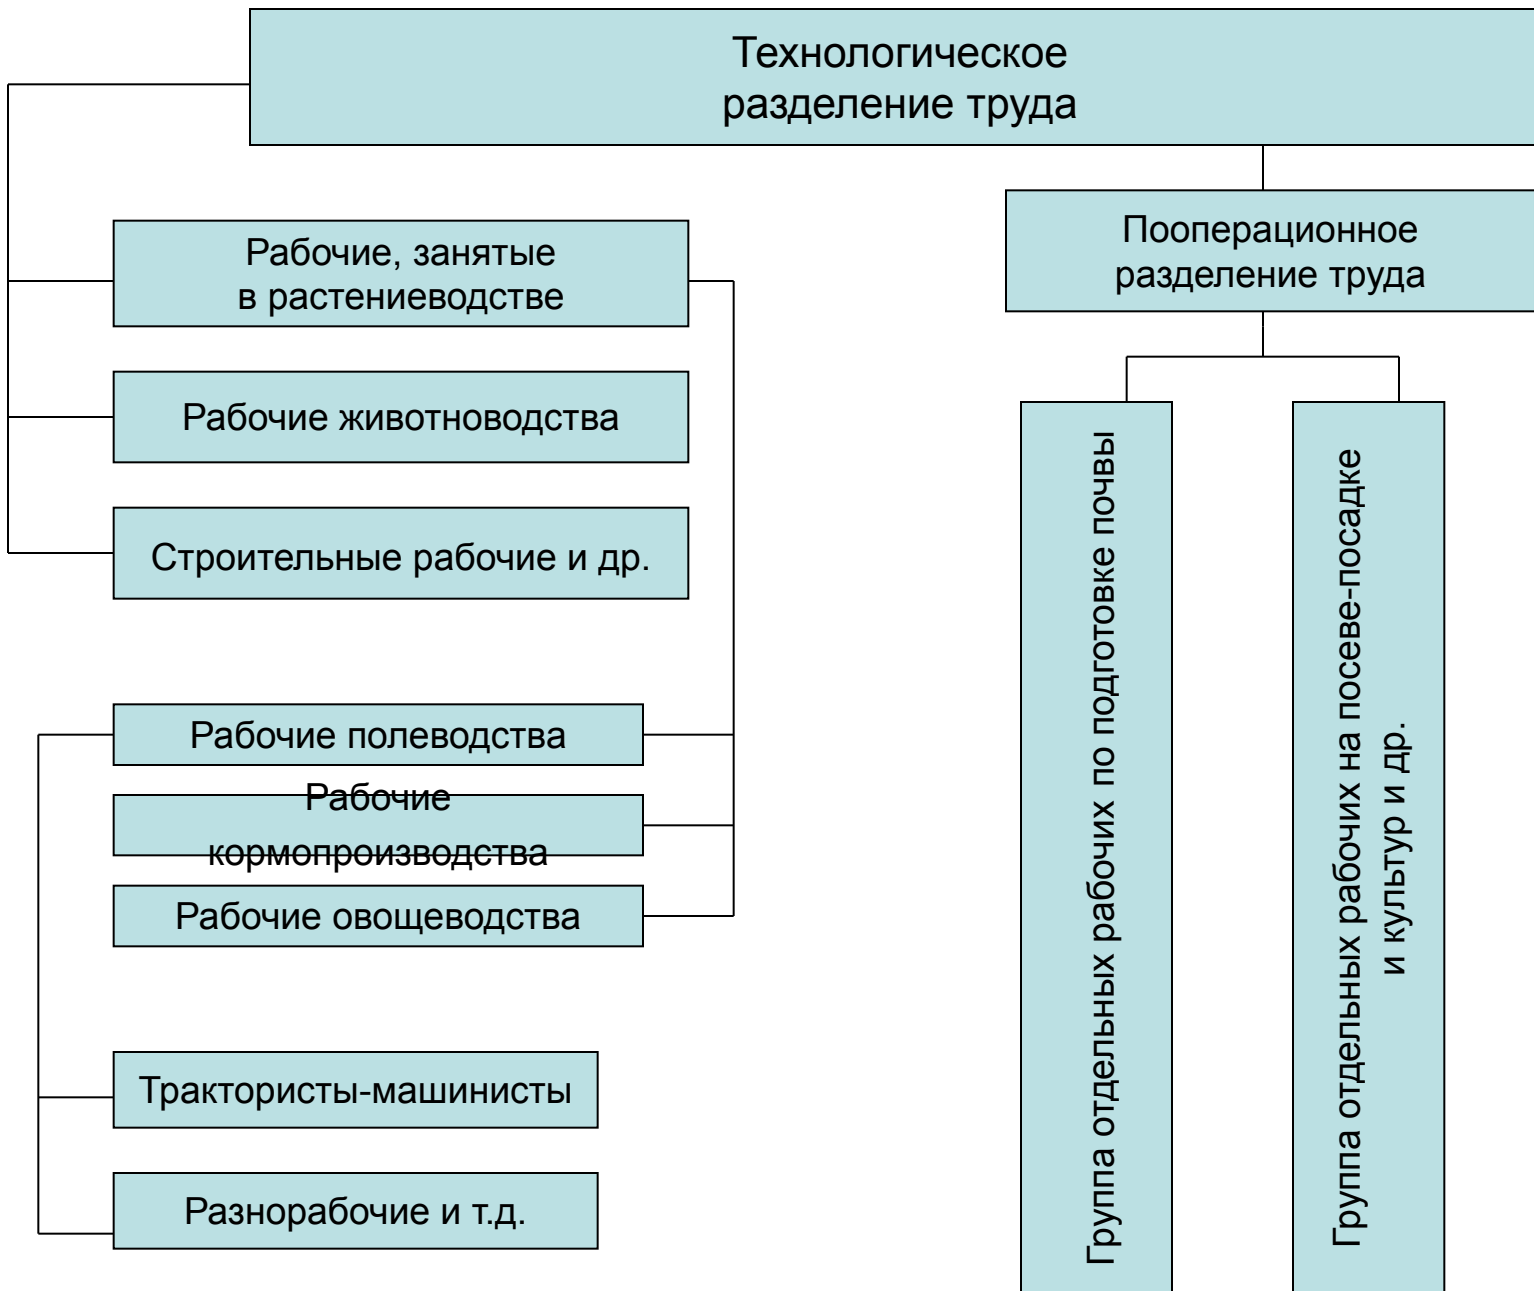 Технологическое
разделение труда
Рабочие, занятые
в растениеводстве
Рабочие животноводства
Строительные рабочие и др.
Рабочие полеводства
Рабочие
кормопроизводства
Рабочие овощеводства
Трактористы-машинисты
Разнорабочие и т.д.
Пооперационное
разделение труда
Группа отдельных рабочих по подготовке почвы
Группа отдельных рабочих на посеве-посадке
и культур и др.